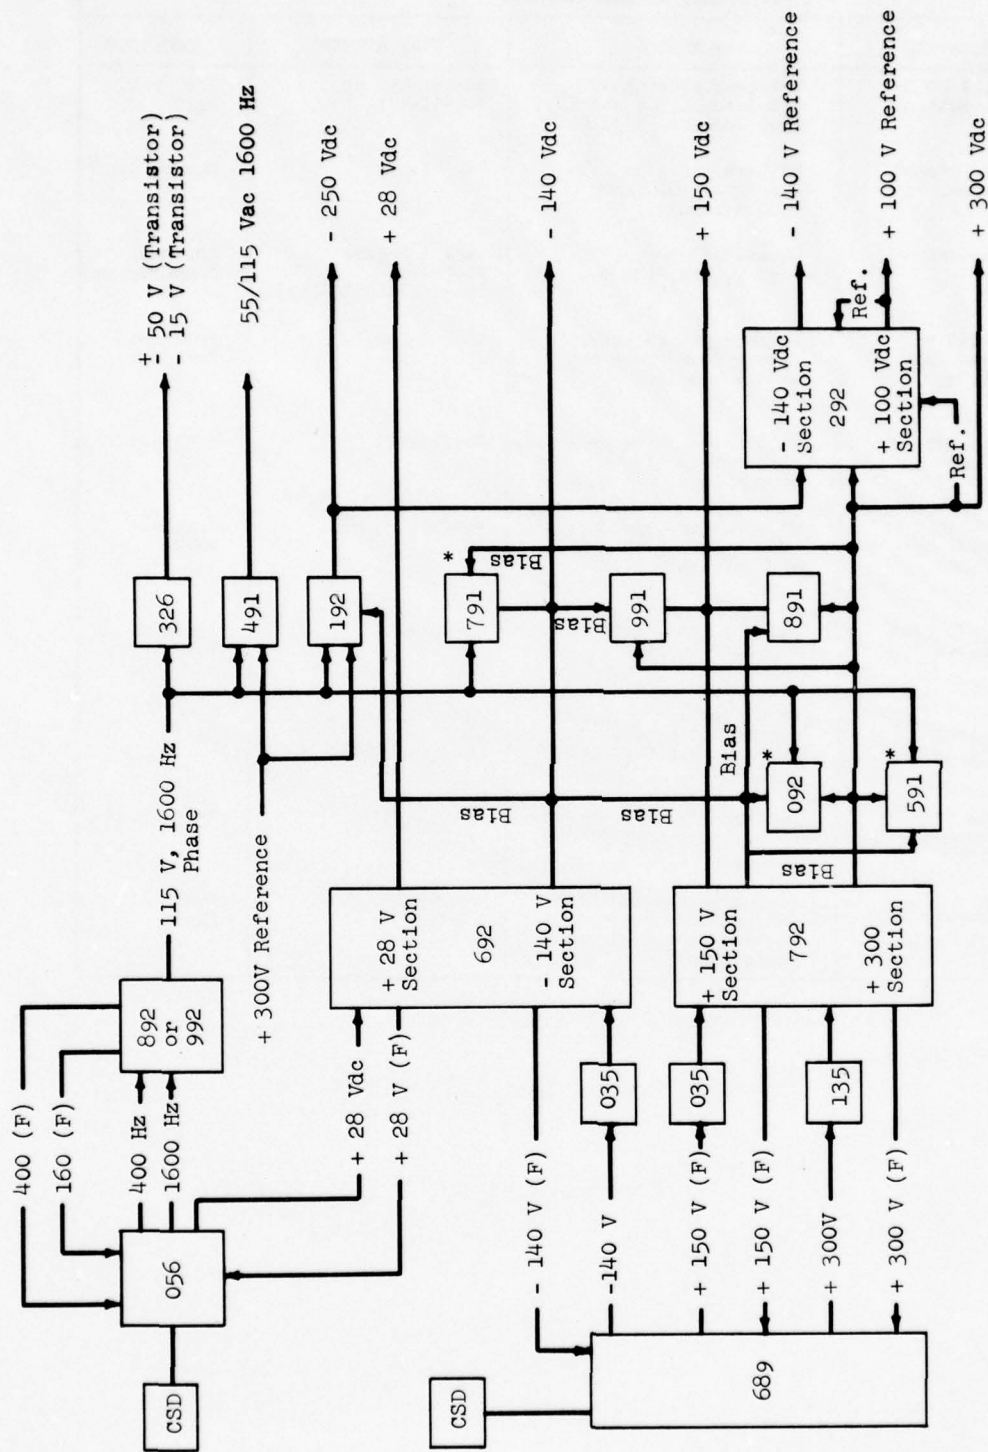 CSD
056
400 (F)
160 (F)
400 Hz
1600 Hz
892
or
992
115 V, 1600 Hz
Phase
326
± 50 V (Transistor)
- 15 V (Transistor)
491
55/115 Vac 1600 Hz
+ 300V Reference
192
- 250 Vdc
+ 28 Vdc
+ 28 Vdc
+ 28 V (F)
+ 28 V
Section
692
- 140 V
Section
Bias
- 140 Vdc
CSD
689
- 140 V (F)
-140 V
035
+ 150 V (F)
035
+ 150 V (F)
+ 300V
135
+ 300 V (F)
+ 150 V
Section
792
+ 300
Section
Bias
Bias
Bias
*
092
*
591
*
791
Bias
Bias
991
891
+ 150 Vdc
- 140 Vdc
Section
292
+ 100 Vdc
Section
Ref.
Ref.
- 140 V Reference
+ 100 V Reference
+ 300 Vdc